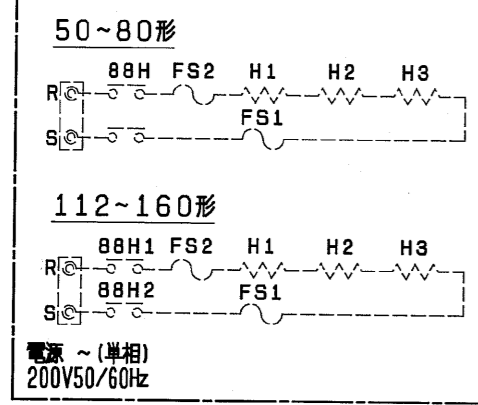 50~80形
88H FS2 H1 H2 H3
R
FS1
S
112~160形
88H1 FS2 H1 H2 H3
R
88H2 FS1
S
電源 ~(単相)
200V50/60Hz